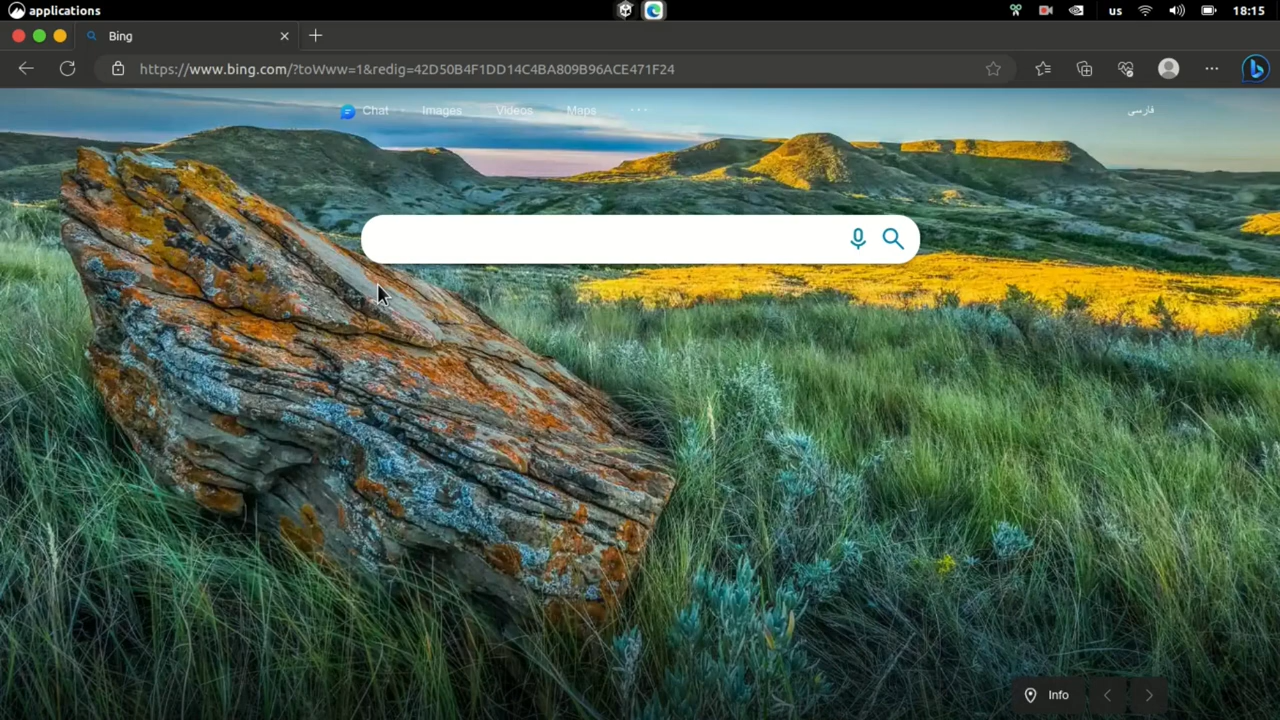 applications
us
18:15
Bing
https://www.bing.com/?toWww=1&redig=42D50B4F1DD14C4BA809B96ACE471F24
Chat Images Videos Maps
فارسی
Info